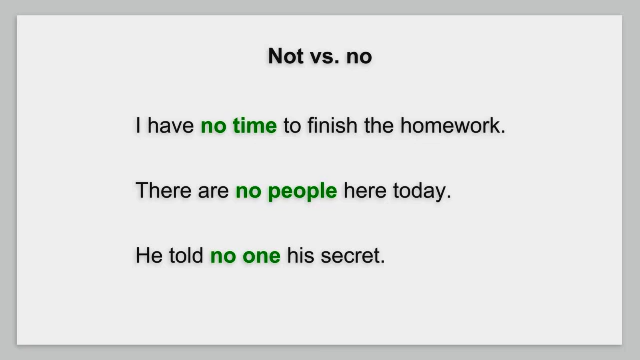 Not vs. no
I have no time to finish the homework.
There are no people here today.
He told no one his secret.